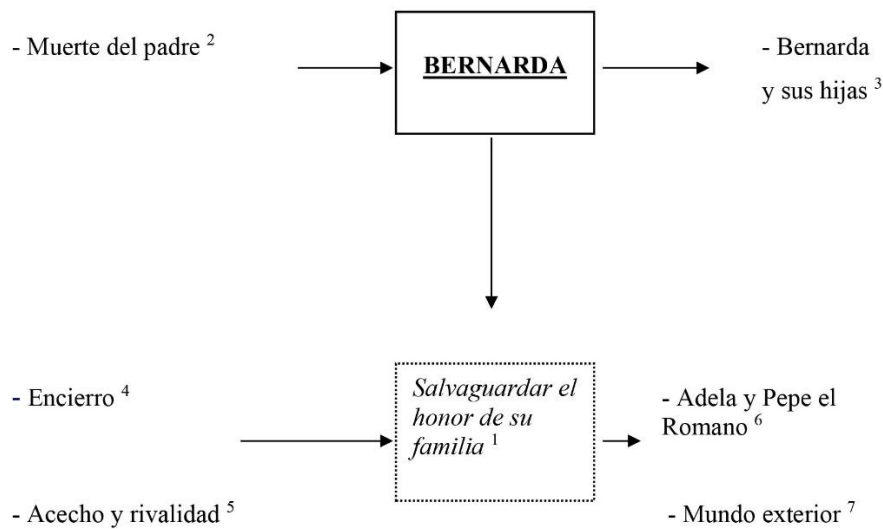 - Muerte del padre ²
BERNARDA
- Bernarda
y sus hijas ³
- Encierro ⁴
Salvaguardar el
honor de su
familia ¹
- Adela y Pepe el
Romano ⁶
- Acecho y rivalidad ⁵
- Mundo exterior ⁷